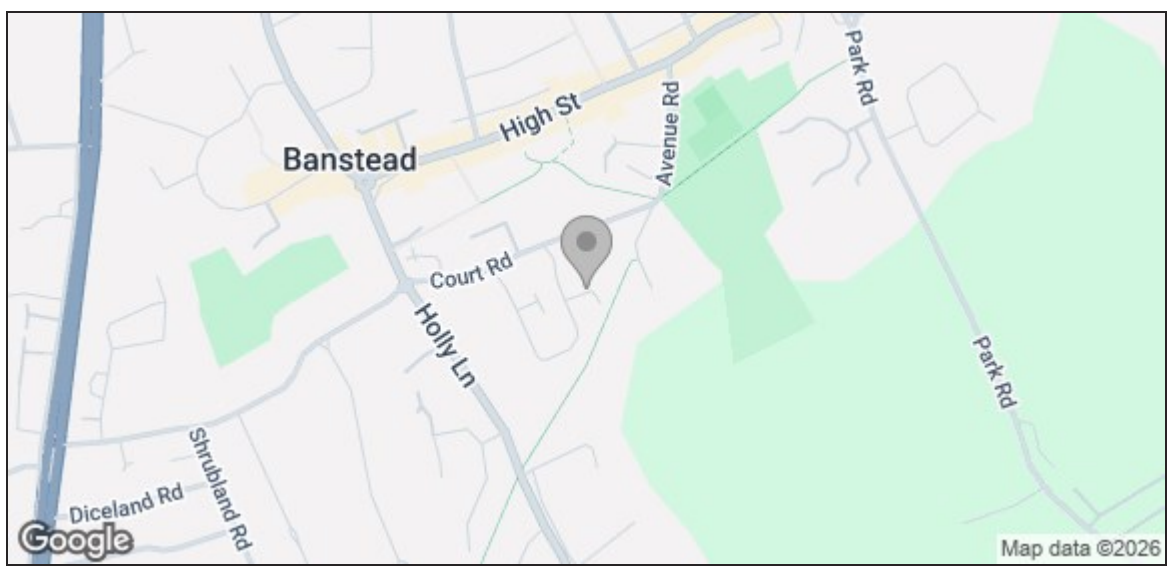 Park Rd
High St
Avenue Rd
Banstead
Court Rd
Holly Ln
Park Rd
Shrubland Rd
Diceland Rd
Google
Map data ©2026